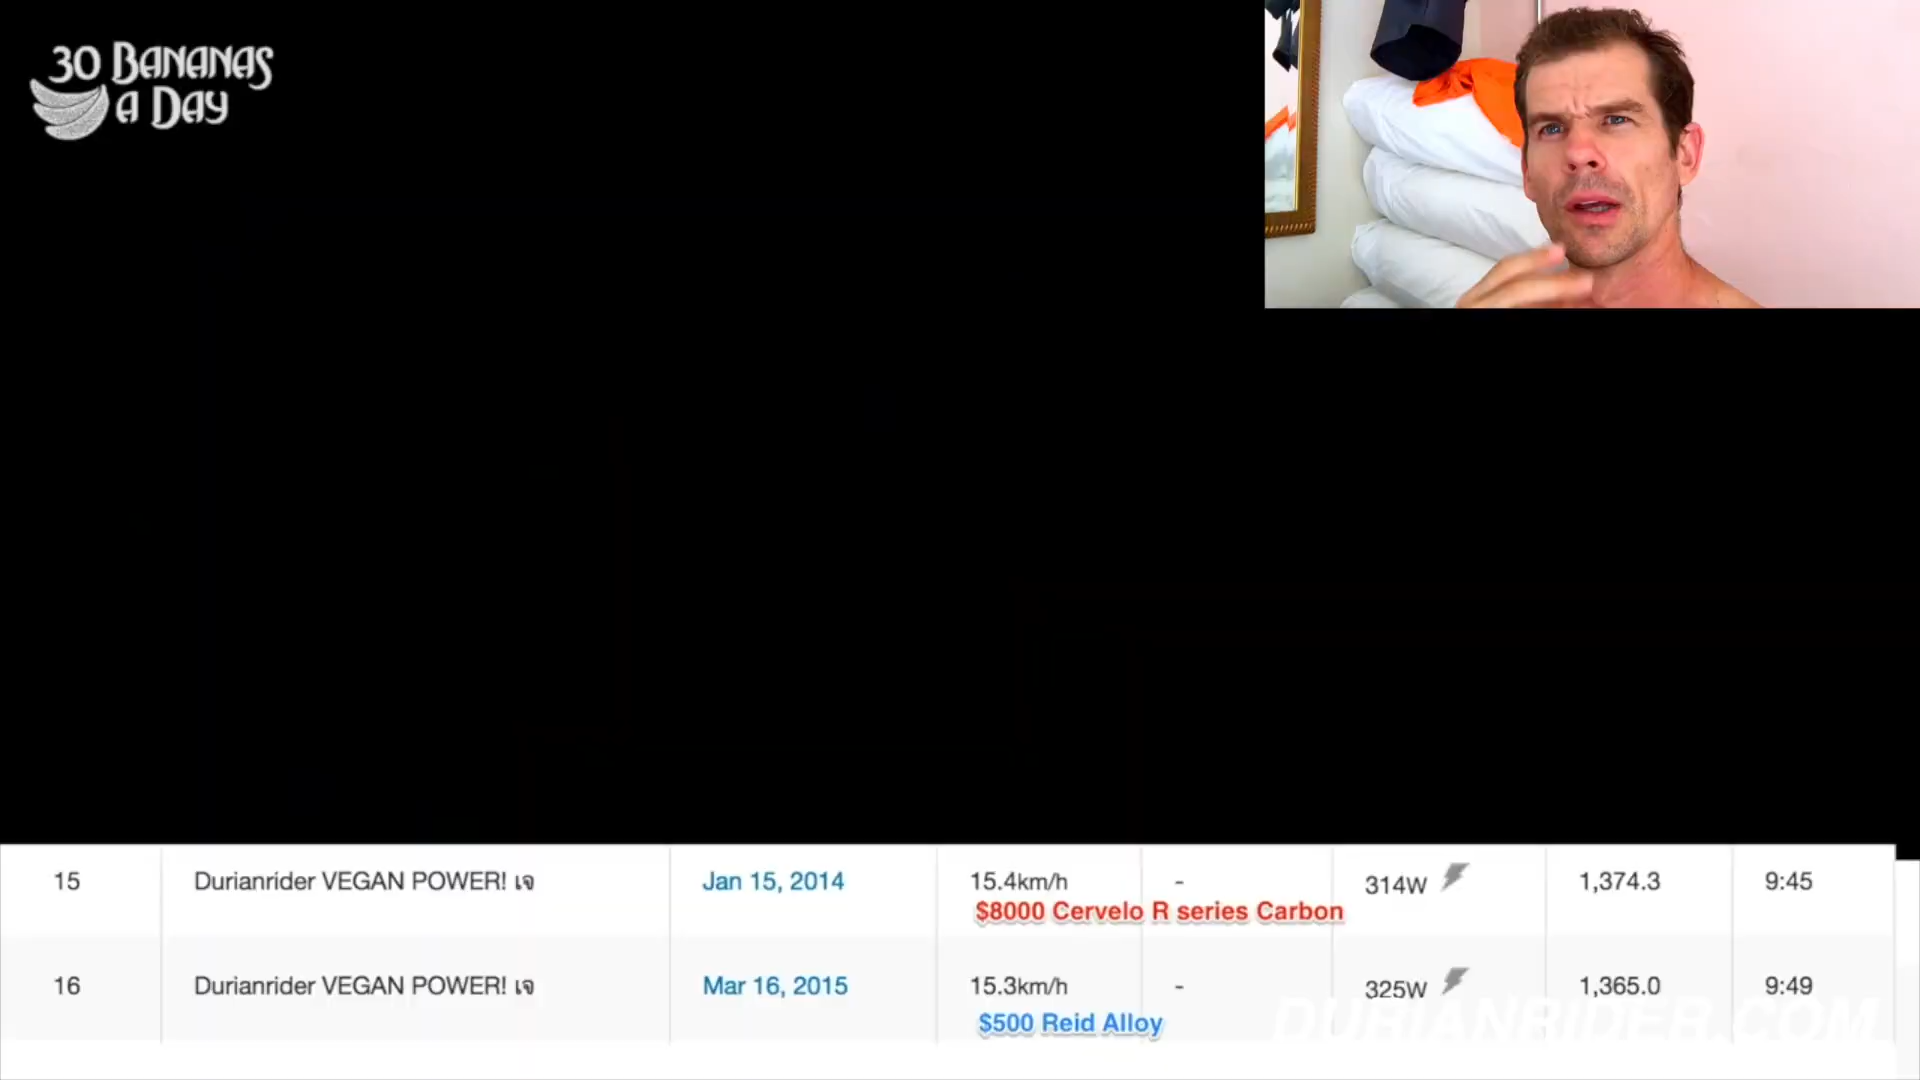 30 BANANAS
A DAY
15 Durianrider VEGAN POWER! เจ Jan 15, 2014 15.4km/h - 314W 1,374.3 9:45
$8000 Cervelo R series Carbon
16 Durianrider VEGAN POWER! เจ Mar 16, 2015 15.3km/h - 325W 1,365.0 9:49
$500 Reid Alloy
DURIANRIDER.COM